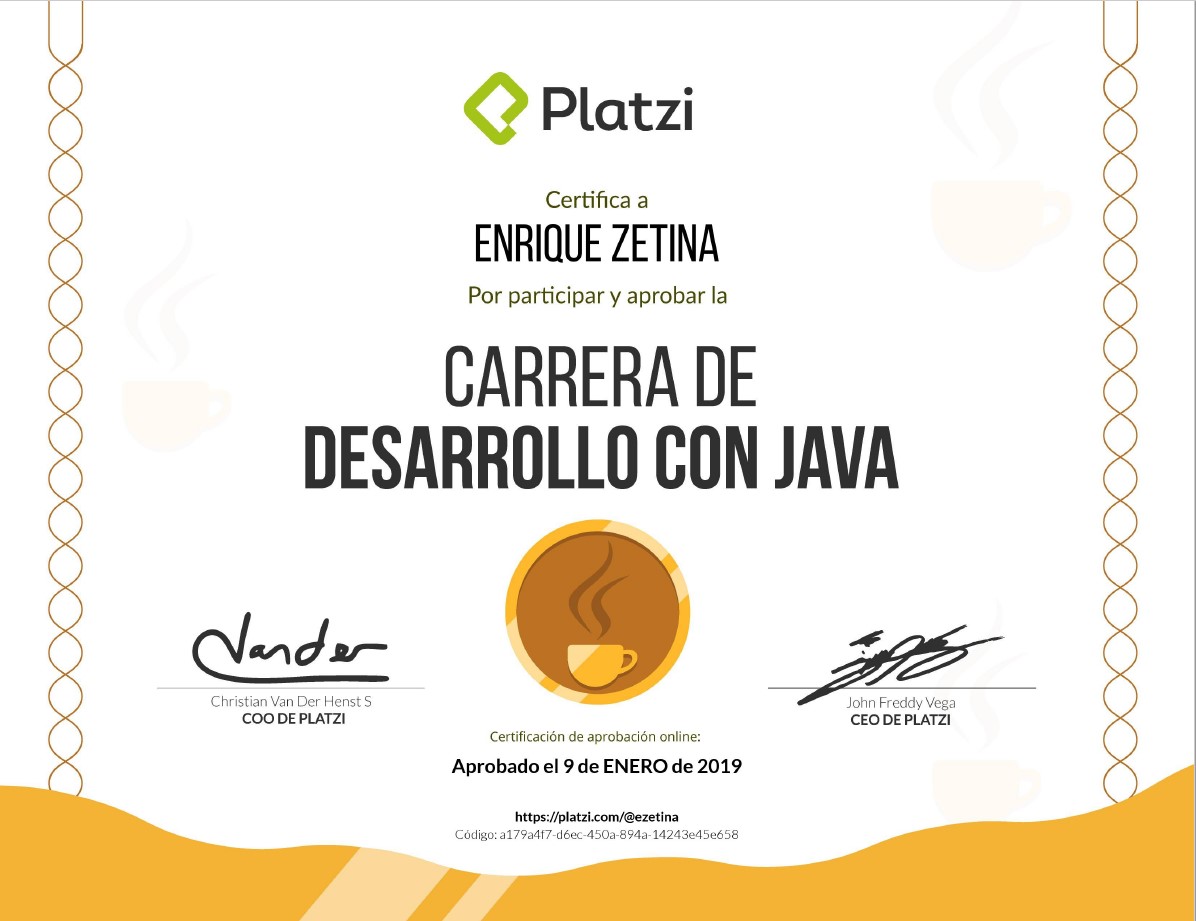 Platzi
Certifica a
ENRIQUE ZETINA
Por participar y aprobar la
CARRERA DE
DESARROLLO CON JAVA
Vander
Christian Van Der Henst S
COO DE PLATZI
John Freddy Vega
CEO DE PLATZI
Certificación de aprobación online:
Aprobado el 9 de ENERO de 2019
https://platzi.com/@ezetina
Código: a179a4f7-d6ec-450a-894a-14243e45e658